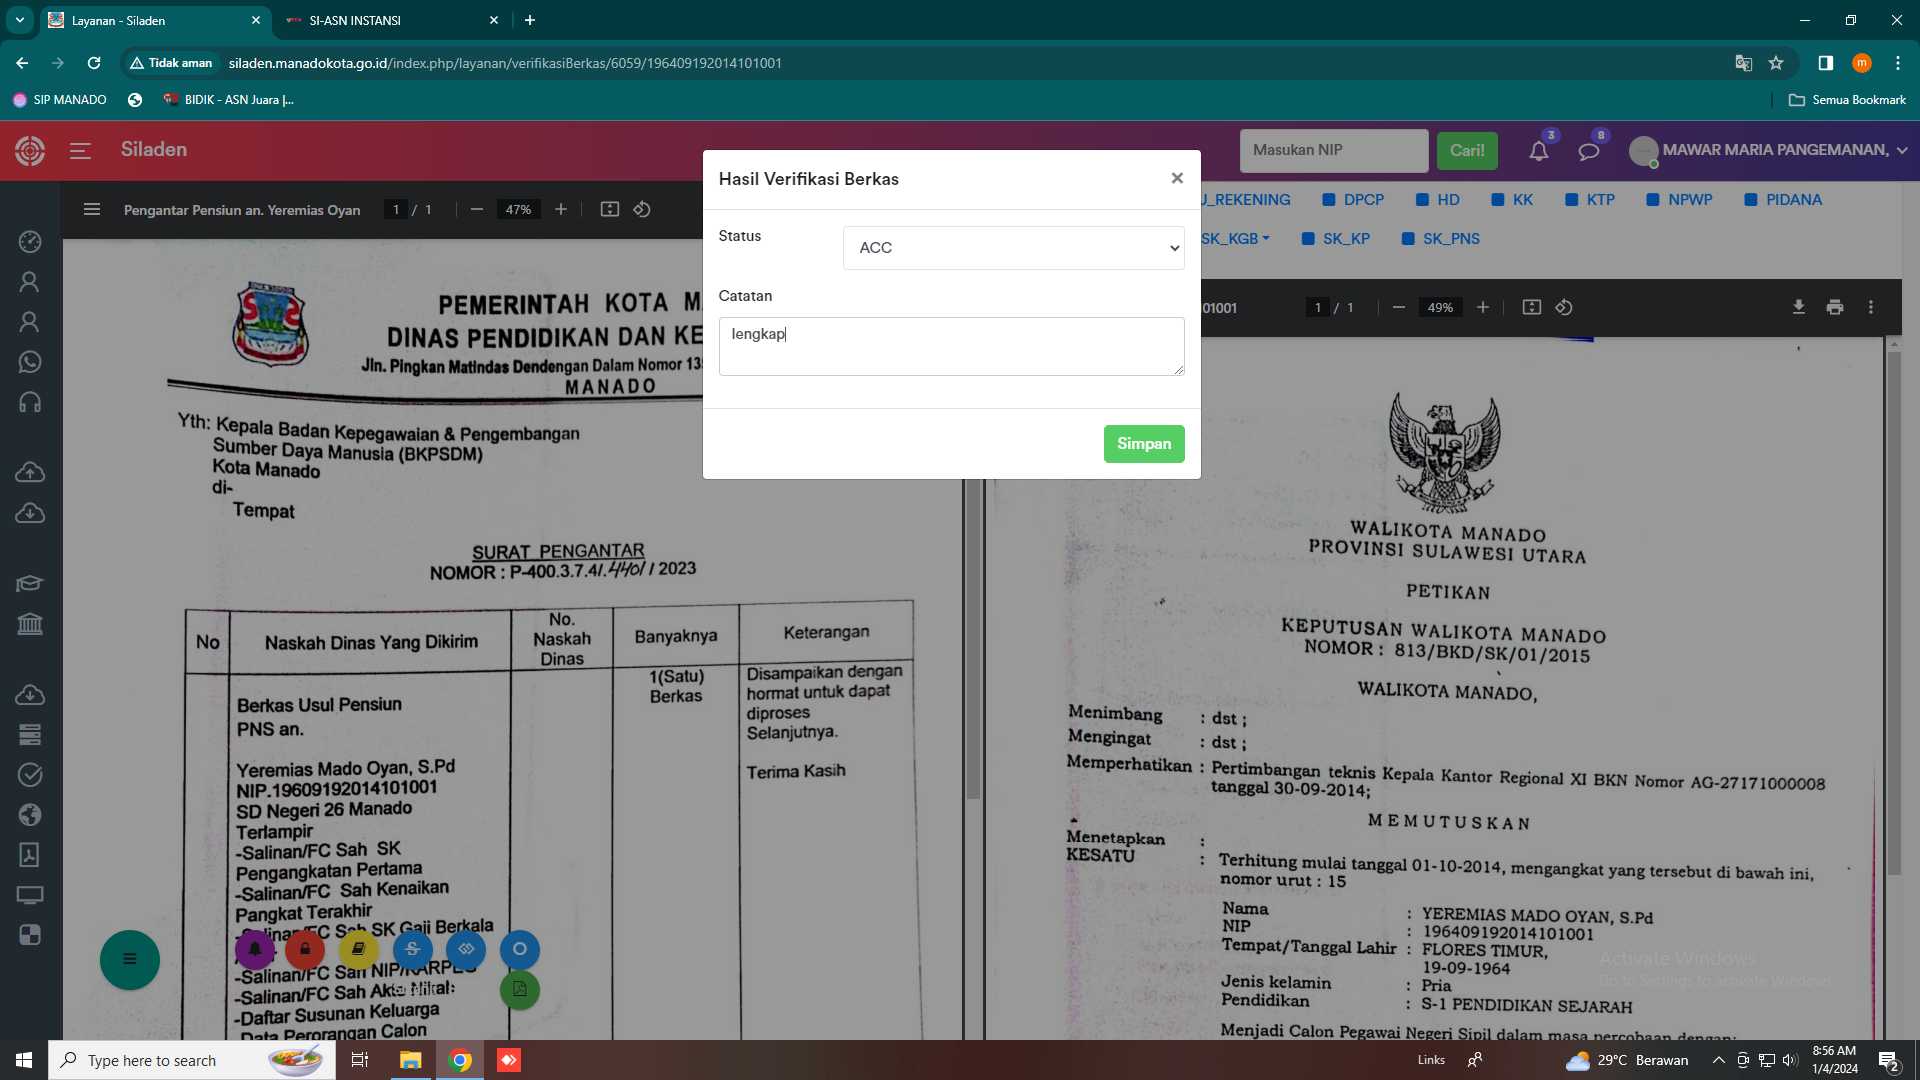 Layanan - Siladen
SI-ASN INSTANSI
Tidak aman
siladen.manadokota.go.id/index.php/layanan/verifikasiBerkas/6059/196409192014101001
m
SIP MANADO
BIDIK - ASN Juara |...
Semua Bookmark
Siladen
Masukan NIP
Cari!
3
8
MAWAR MARIA PANGEMANAN,
Pengantar Pensiun an. Yeremias Oyan
1 / 1
47%
U_REKENING
DPCP
HD
KK
KTP
NPWP
PIDANA
SK_KGB
SK_KP
SK_PNS
Hasil Verifikasi Berkas
×
Status
ACC
Catatan
lengkap
Simpan
PEMERINTAH KOTA MA
DINAS PENDIDIKAN DAN KE
Jln. Pingkan Matindas Dendengan Dalam Nomor 13
MANADO
Yth: Kepala Badan Kepegawaian & Pengembangan
Sumber Daya Manusia (BKPSDM)
Kota Manado
di-
Tempat
SURAT PENGANTAR
NOMOR : P-400.3.7.4/.4401 / 2023
No
Naskah Dinas Yang Dikirim
No.
Naskah
Dinas
Banyaknya
Keterangan
Berkas Usul Pensiun
PNS an.
Yeremias Mado Oyan, S.Pd
NIP.19609192014101001
SD Negeri 26 Manado
Terlampir
-Salinan/FC Sah SK
Pengangkatan Pertama
-Salinan/FC Sah Kenaikan
Pangkat Terakhir
-Salinan/FC Sah SK Gaji Berkala
-Salinan/FC Sah NIP/KARPEG
-Salinan/FC Sah Akta Nikah
-Daftar Susunan Keluarga
-Data Perorangan Calon
1(Satu)
Berkas
Disampaikan dengan
hormat untuk dapat
diproses
Selanjutnya.
Terima Kasih
01001
1 / 1
49%
WALIKOTA MANADO
PROVINSI SULAWESI UTARA
PETIKAN
KEPUTUSAN WALIKOTA MANADO
NOMOR : 813/BKD/SK/01/2015
WALIKOTA MANADO,
Menimbang : dst ;
Mengingat : dst ;
Memperhatikan : Pertimbangan teknis Kepala Kantor Regional XI BKN Nomor AG-27171000008
tanggal 30-09-2014;
MEMUTUSKAN
Menetapkan :
KESATU : Terhitung mulai tanggal 01-10-2014, mengangkat yang tersebut di bawah ini,
nomor urut : 15
Nama : YEREMIAS MADO OYAN, S.Pd
NIP : 196409192014101001
Tempat/Tanggal Lahir : FLORES TIMUR,
19-09-1964
Jenis kelamin : Pria
Pendidikan : S-1 PENDIDIKAN SEJARAH
Menjadi Calon Pegawai Negeri Sipil dalam masa percobaan dengan:
Activate Windows
Go to Settings to activate Windows.
Type here to search
Links
29°C Berawan
8:56 AM
1/4/2024
2